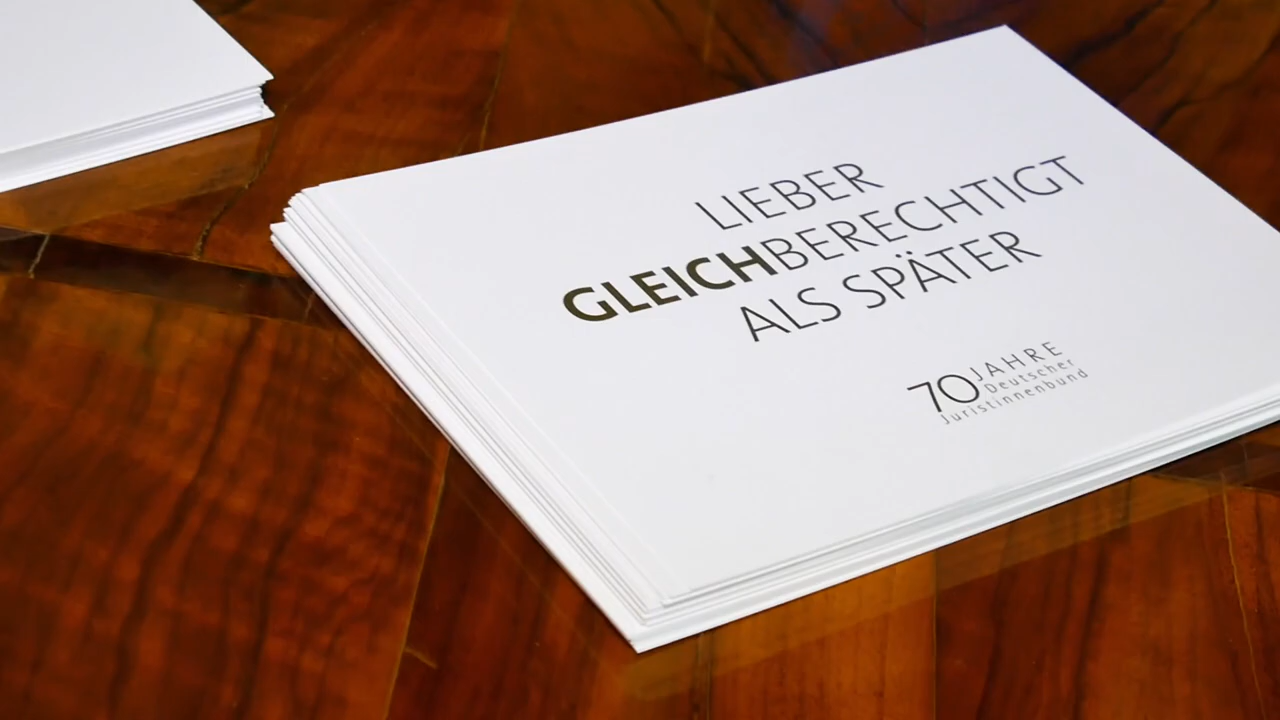 LIEBER
GLEICHBERECHTIGT
ALS SPÄTER
70 JAHRE
Deutscher
Juristinnenbund